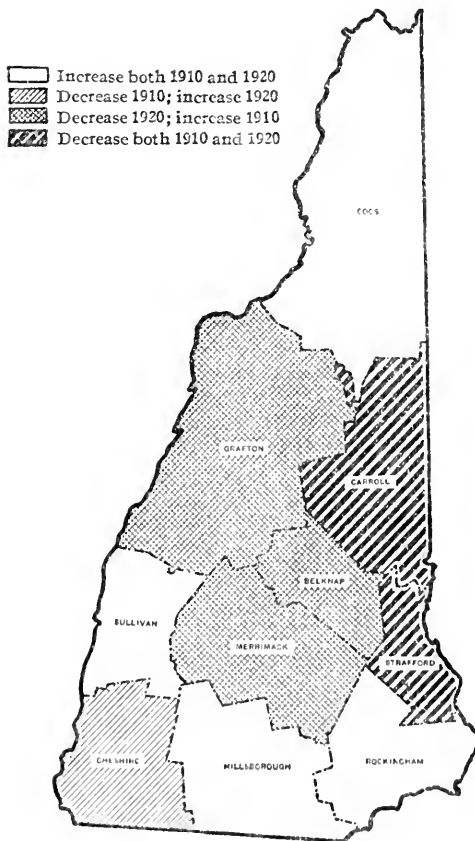 Increase both 1910 and 1920
Decrease 1910; increase 1920
Decrease 1920; increase 1910
Decrease both 1910 and 1920
COOS
GRAFTON
CARROLL
BELKNAP
SULLIVAN
MERRIMACK
STRAFFORD
CHESHIRE
HILLSBOROUGH
ROCKINGHAM